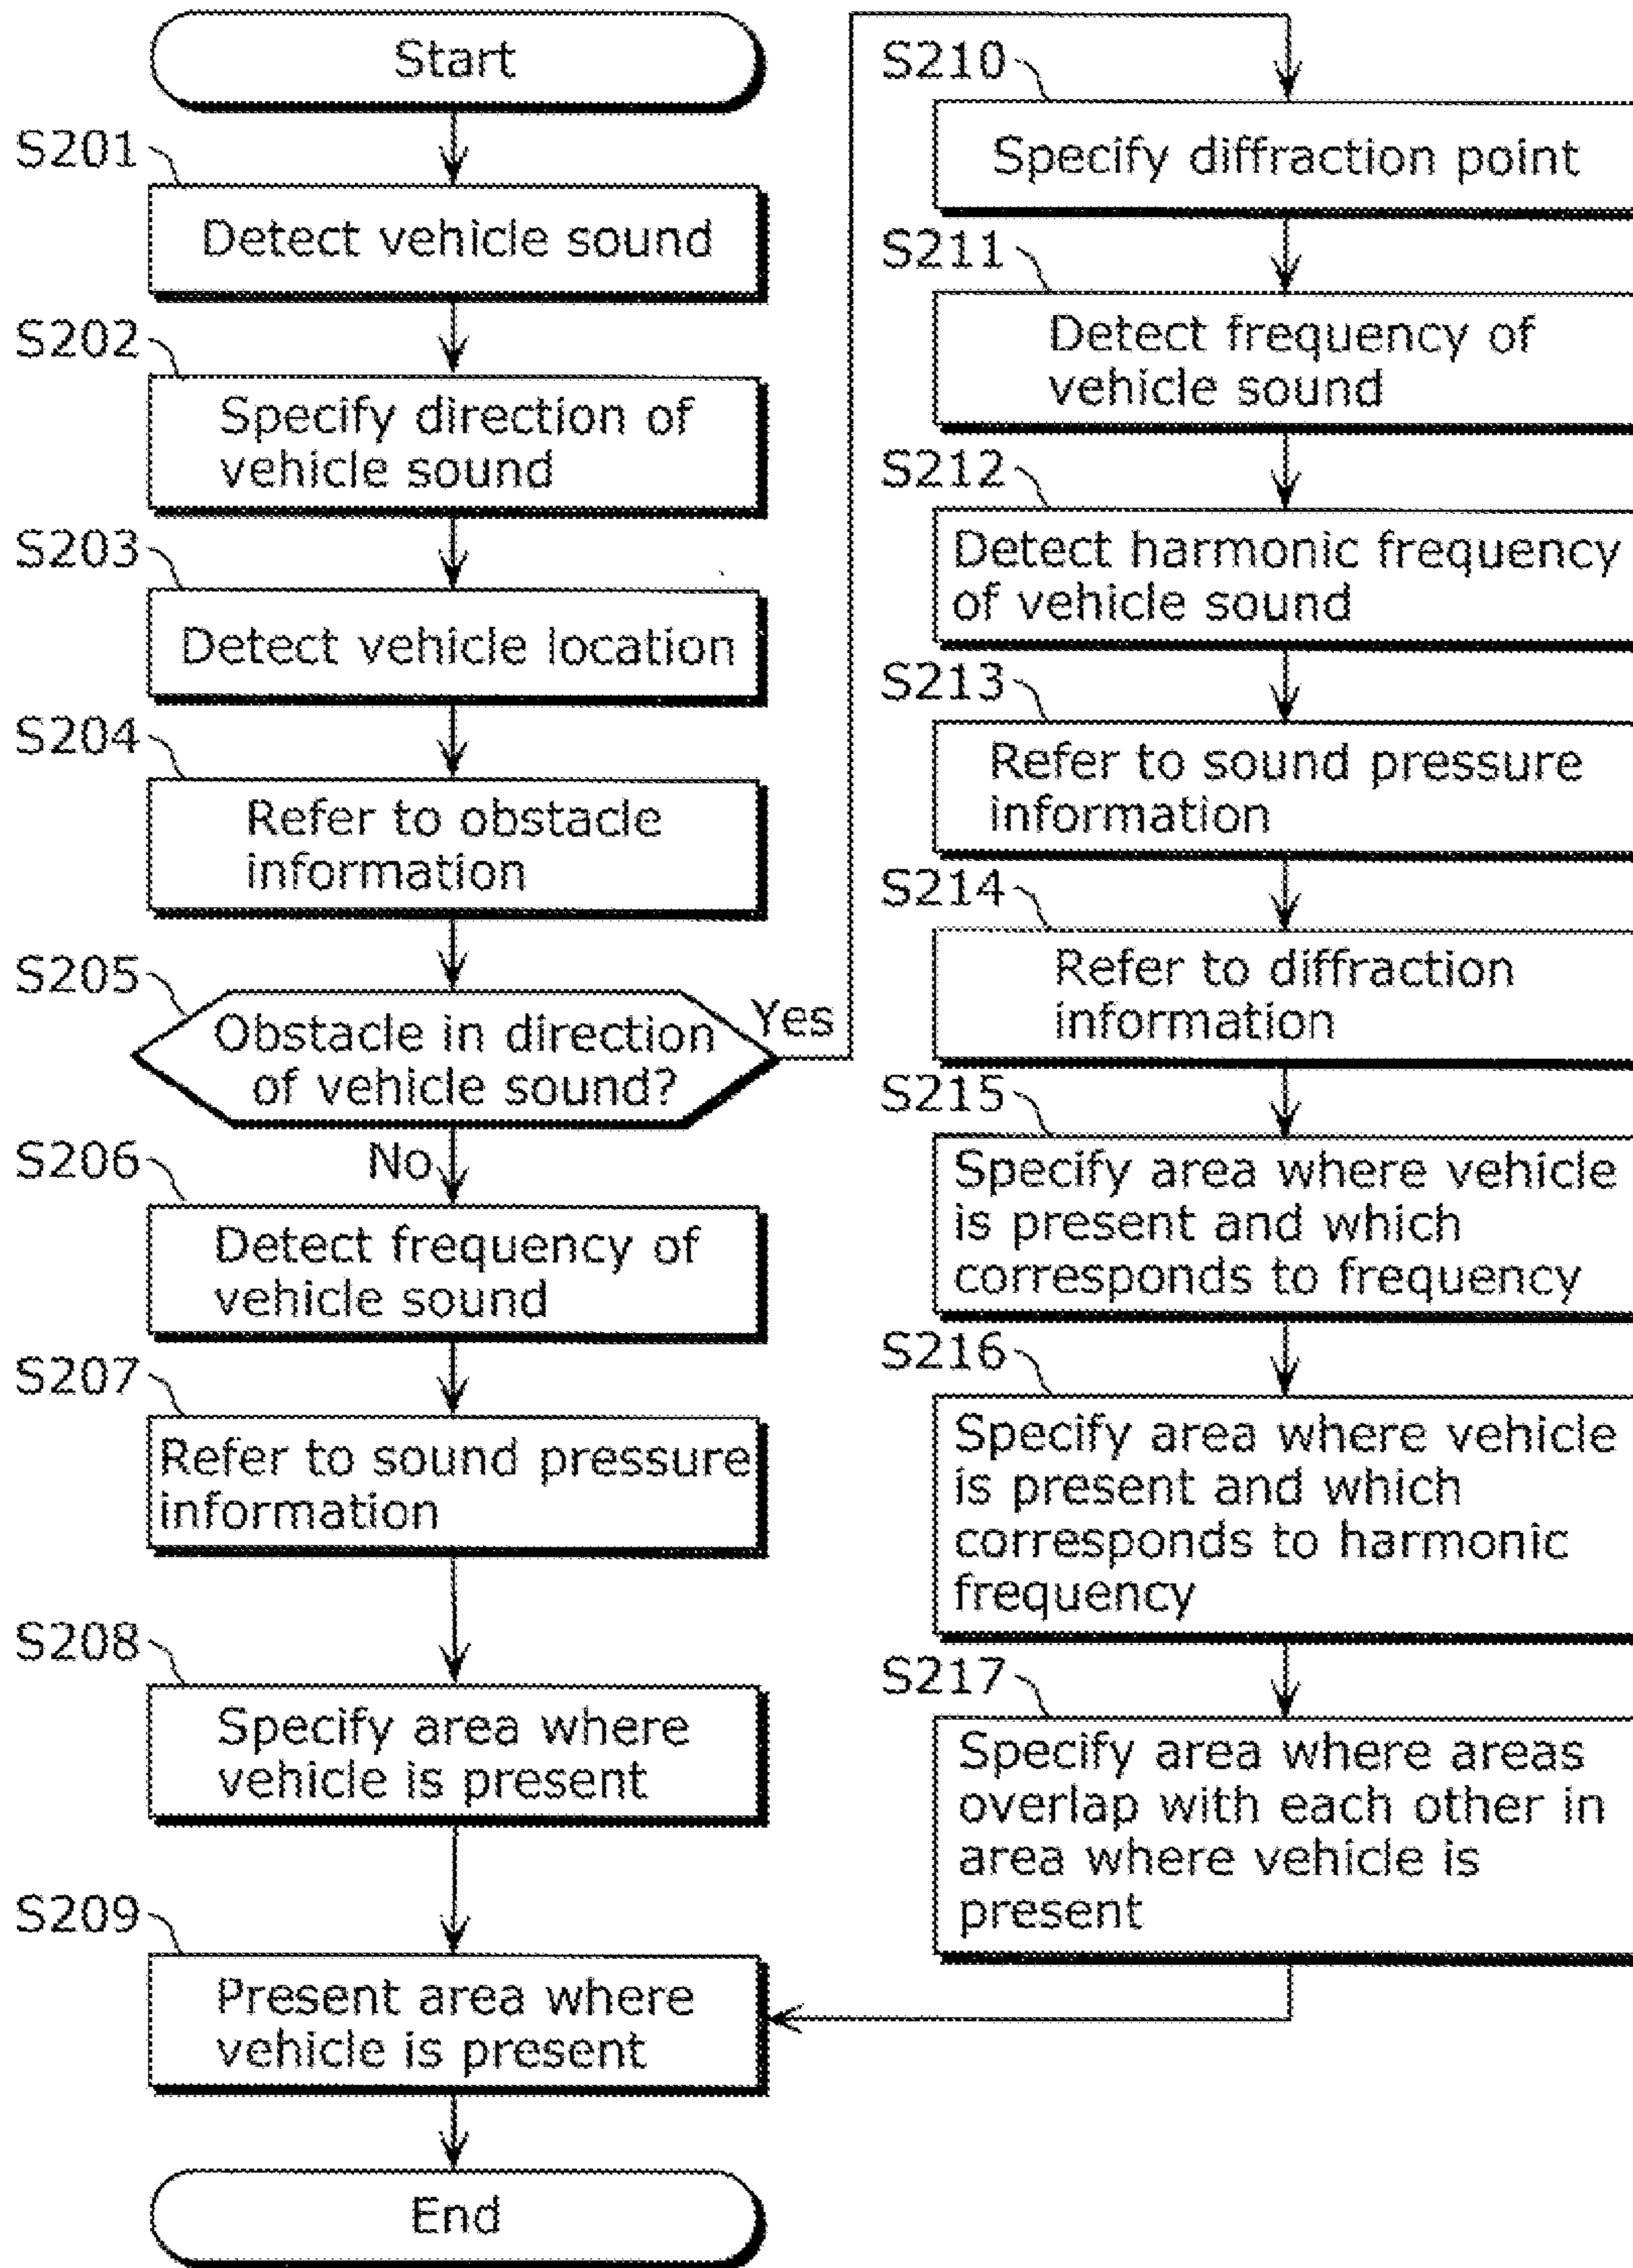 Start
S201
Detect vehicle sound
S202
Specify direction of
vehicle sound
S203
Detect vehicle location
S204
Refer to obstacle
information
S205
Obstacle in direction
of vehicle sound?
Yes
No
S206
Detect frequency of
vehicle sound
S207
Refer to sound pressure
information
S208
Specify area where
vehicle is present
S209
Present area where
vehicle is present
End
S210
Specify diffraction point
S211
Detect frequency of
vehicle sound
S212
Detect harmonic frequency
of vehicle sound
S213
Refer to sound pressure
information
S214
Refer to diffraction
information
S215
Specify area where vehicle
is present and which
corresponds to frequency
S216
Specify area where vehicle
is present and which
corresponds to harmonic
frequency
S217
Specify area where areas
overlap with each other in
area where vehicle is
present